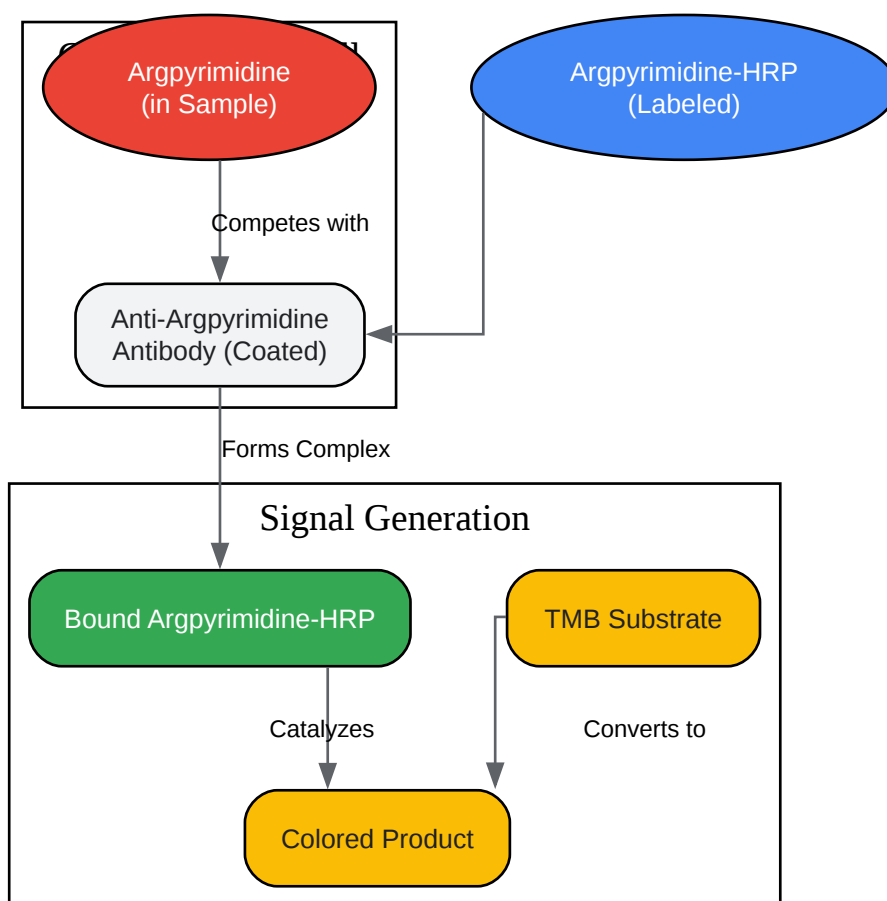 Argpyrimidine
(in Sample)
Argpyrimidine-HRP
(Labeled)
Competes with
Anti-Argpyrimidine
Antibody (Coated)
Forms Complex
Signal Generation
Bound Argpyrimidine-HRP
TMB Substrate
Catalyzes
Converts to
Colored Product